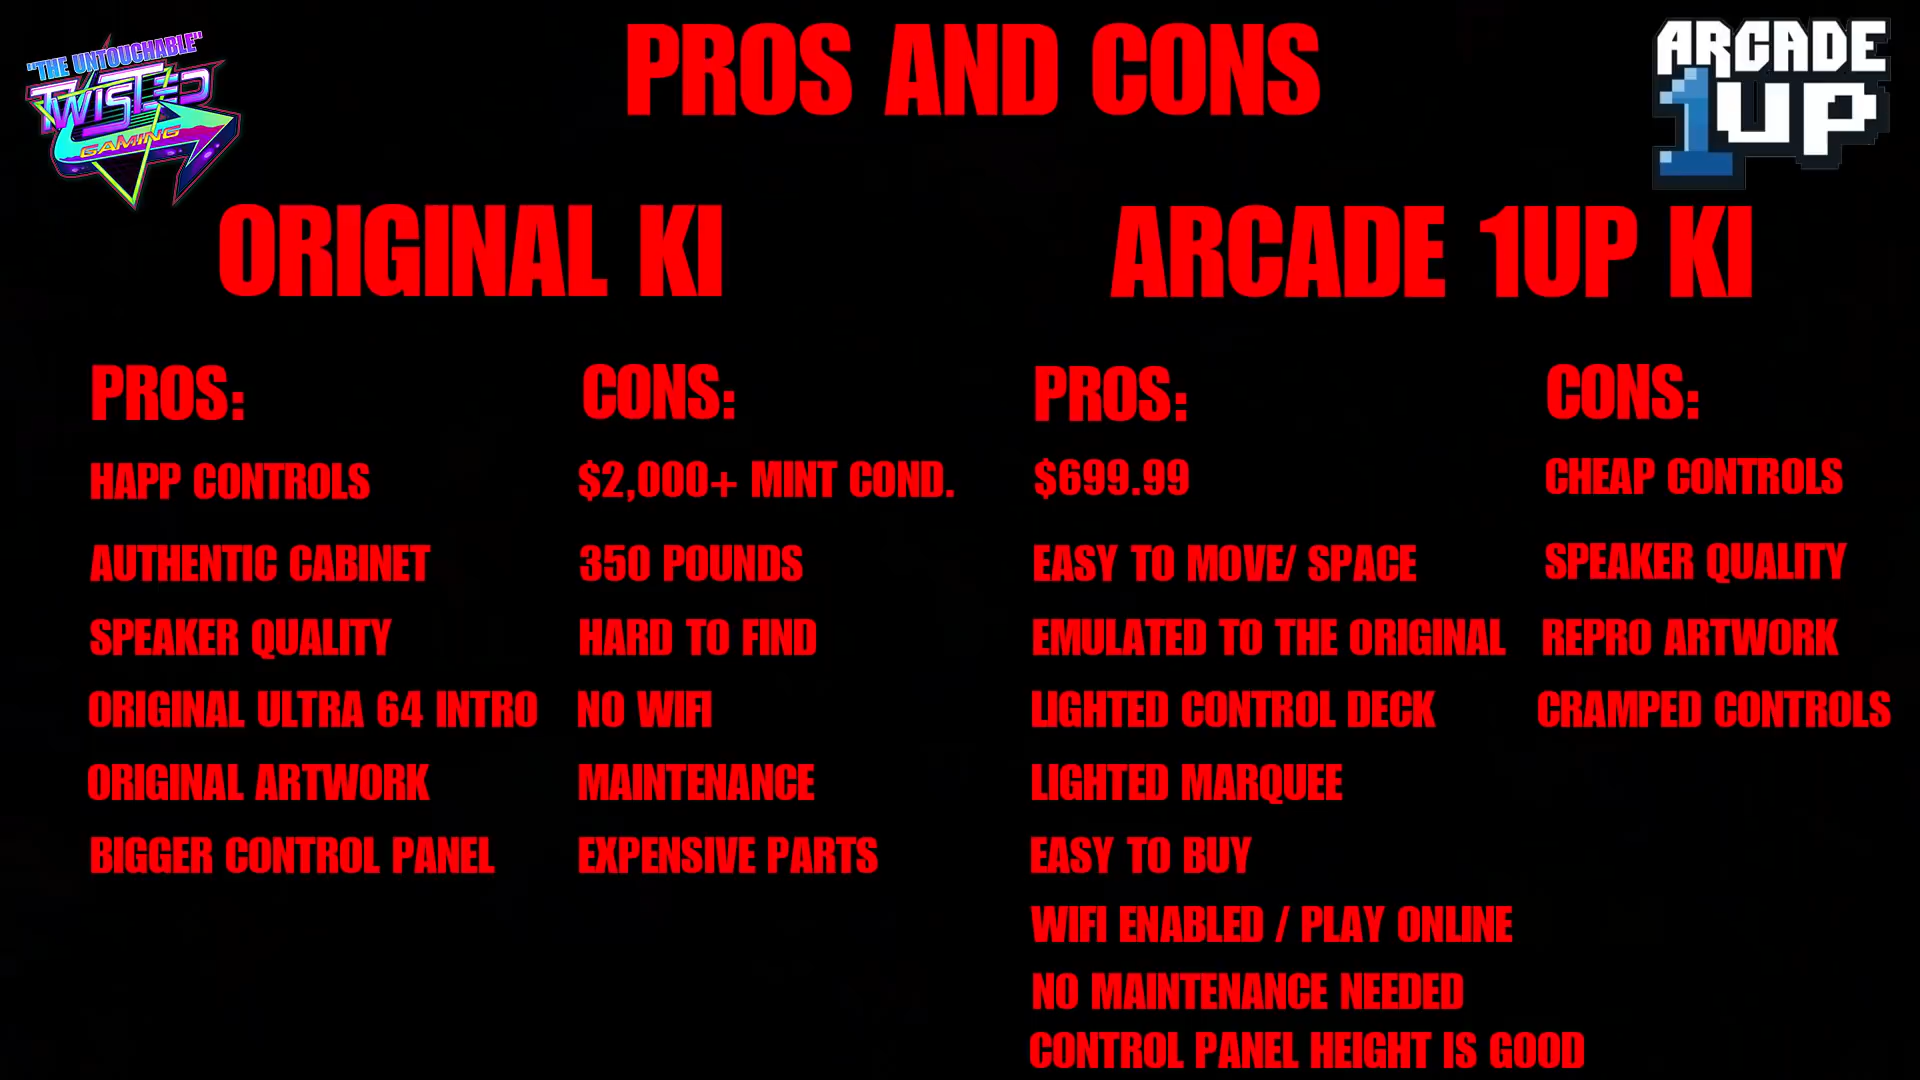 "THE UNTOUCHABLE"
TWISTED
GAMING
PROS AND CONS
ARCADE
1UP
ORIGINAL KI
PROS:
HAPP CONTROLS
AUTHENTIC CABINET
SPEAKER QUALITY
ORIGINAL ULTRA 64 INTRO
ORIGINAL ARTWORK
BIGGER CONTROL PANEL
CONS:
$2,000+ MINT COND.
350 POUNDS
HARD TO FIND
NO WIFI
MAINTENANCE
EXPENSIVE PARTS
ARCADE 1UP KI
PROS:
$699.99
EASY TO MOVE/ SPACE
EMULATED TO THE ORIGINAL
LIGHTED CONTROL DECK
LIGHTED MARQUEE
EASY TO BUY
WIFI ENABLED / PLAY ONLINE
NO MAINTENANCE NEEDED
CONTROL PANEL HEIGHT IS GOOD
CONS:
CHEAP CONTROLS
SPEAKER QUALITY
REPRO ARTWORK
CRAMPED CONTROLS